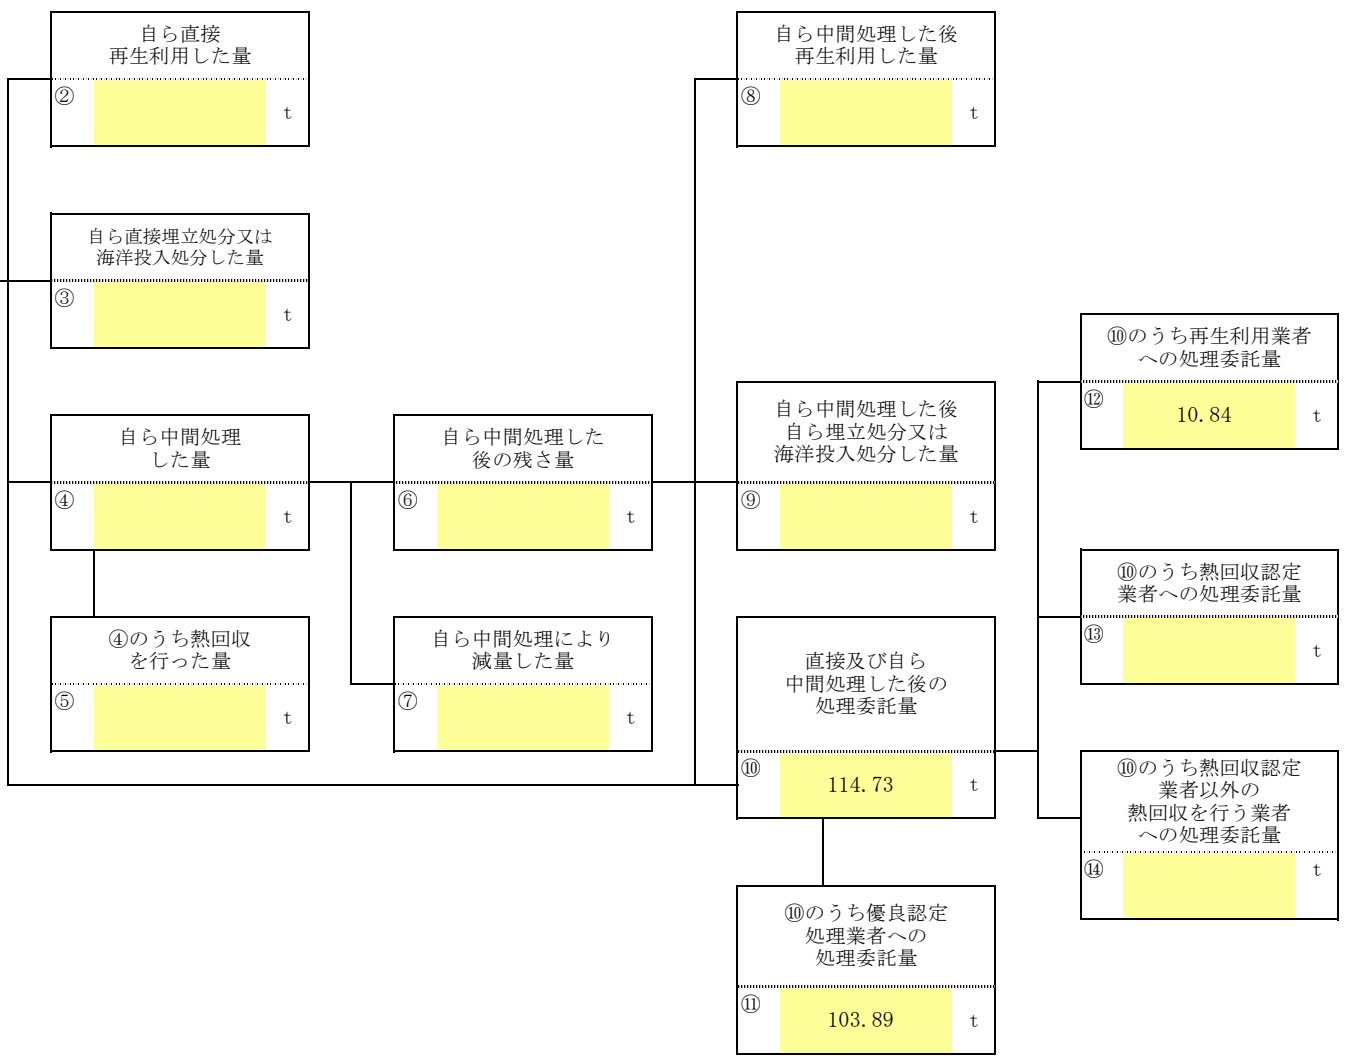 自ら直接
再生利用した量
②
t
自ら中間処理した後
再生利用した量
⑧
t
自ら直接埋立処分又は
海洋投入処分した量
③
t
⑩のうち再生利用業者
への処理委託量
⑫
10.84
t
自ら中間処理
した量
④
t
自ら中間処理した
後の残さ量
⑥
t
自ら中間処理した後
自ら埋立処分又は
海洋投入処分した量
⑨
t
⑩のうち熱回収認定
業者への処理委託量
⑬
t
④のうち熱回収
を行った量
⑤
t
自ら中間処理により
減量した量
⑦
t
直接及び自ら
中間処理した後の
処理委託量
⑩
114.73
t
⑩のうち熱回収認定
業者以外の
熱回収を行う業者
への処理委託量
⑭
t
⑩のうち優良認定
処理業者への
処理委託量
⑪
103.89
t